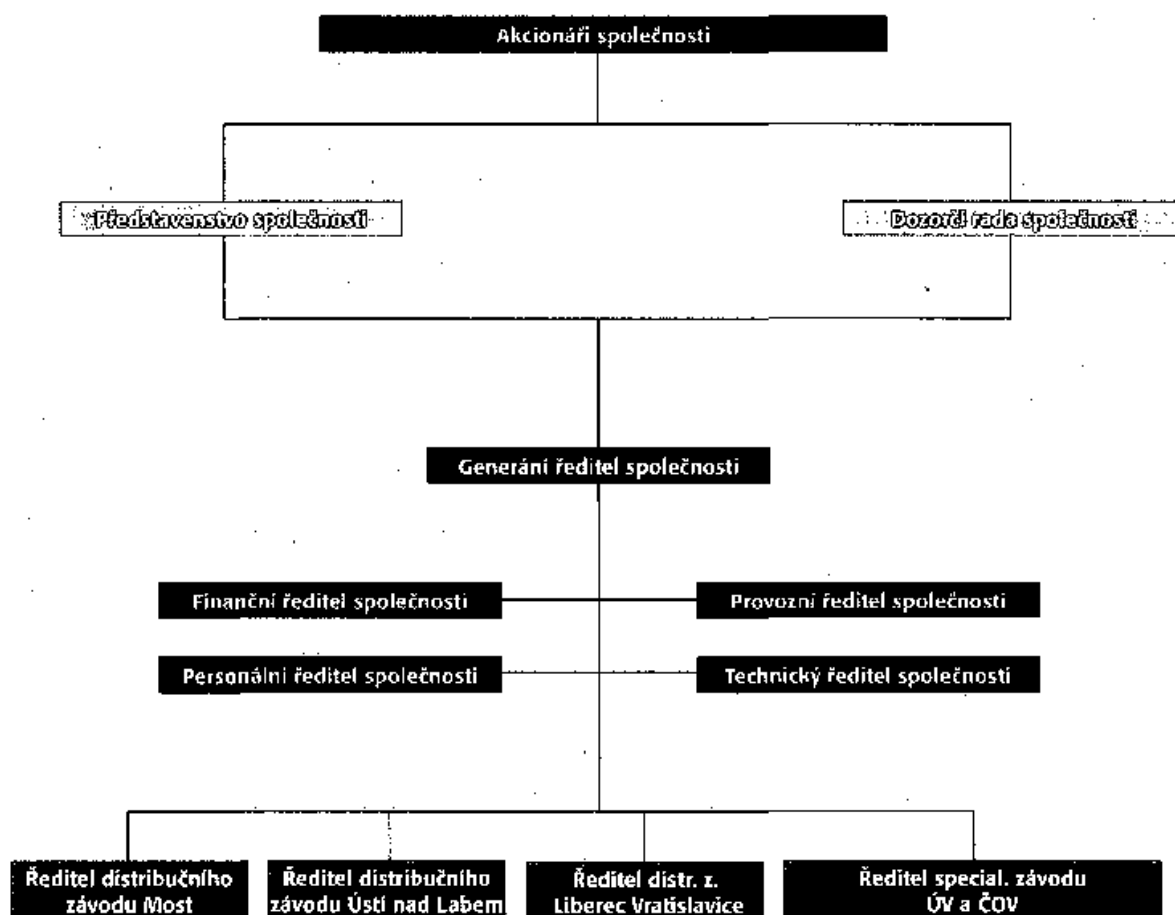 Akcionáři společnosti
Představenstvo společnosti
Dozorčí rada společnosti
Generání ředitel společnosti
Finanční ředitel společnosti
Provozní ředitel společnosti
Personální ředitel společnosti
Technický ředitel společností
Ředitel distribučního
závodu Most
Ředitel distribučního
závodu Ústí nad Labem
Ředitel distr. z.
Liberec Vratislavice
Ředitel special. závodu
ÚV a ČOV